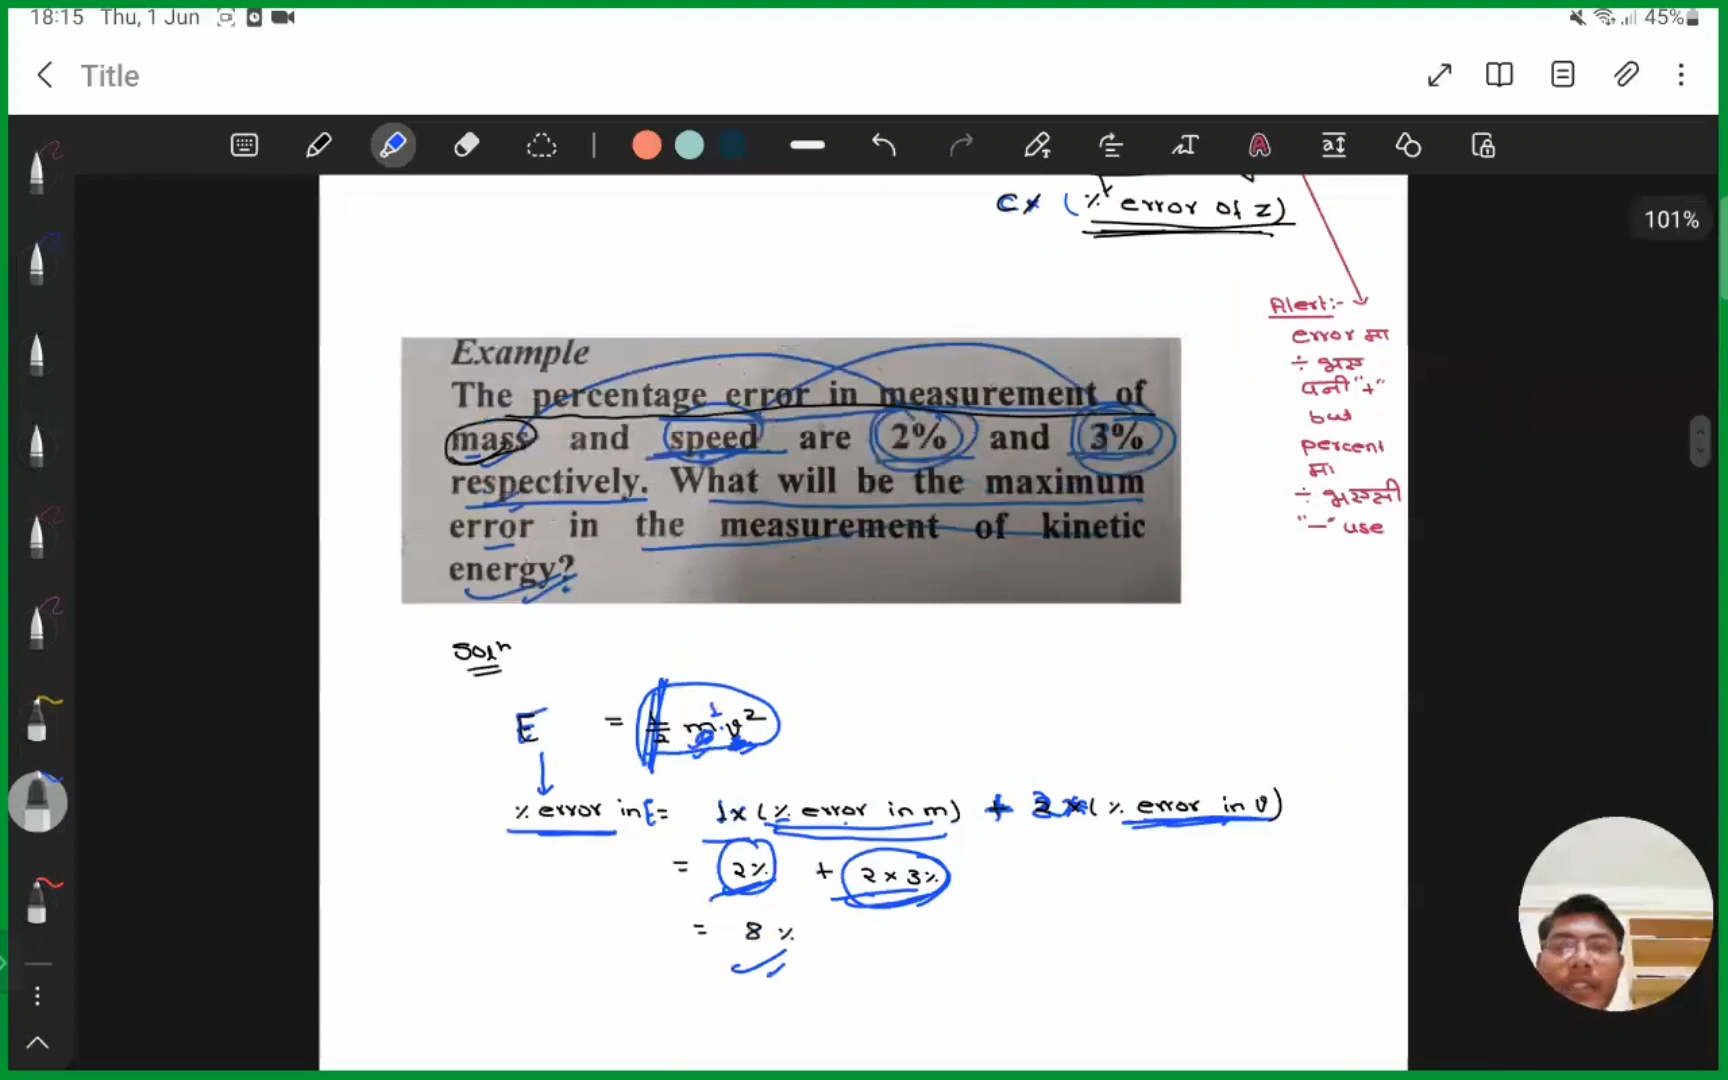 18:15 Thu, 1 Jun
45%
Title
101%
c × (% error of z)
Alert:-
error मा
÷ भए
पनी "+"
but
percent
मा
÷ भएसी
"—" use
Example
The percentage error in measurement of
mass and speed are 2% and 3%
respectively. What will be the maximum
error in the measurement of kinetic
energy?
Solⁿ
E = 1/2 m¹·v²
% error in E = 1× (% error in m) + 2 × (% error in v)
= 2% + 2 × 3%
= 8 %